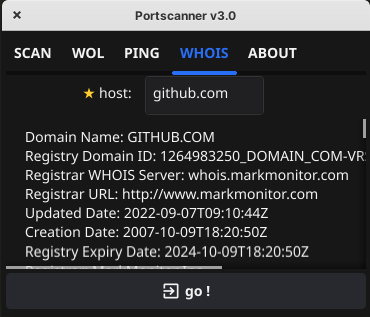 Portscanner v3.0
SCAN WOL PING WHOIS ABOUT
★ host: github.com
Domain Name: GITHUB.COM
Registry Domain ID: 1264983250_DOMAIN_COM-VR
Registrar WHOIS Server: whois.markmonitor.com
Registrar URL: http://www.markmonitor.com
Updated Date: 2022-09-07T09:10:44Z
Creation Date: 2007-10-09T18:20:50Z
Registry Expiry Date: 2024-10-09T18:20:50Z
go !